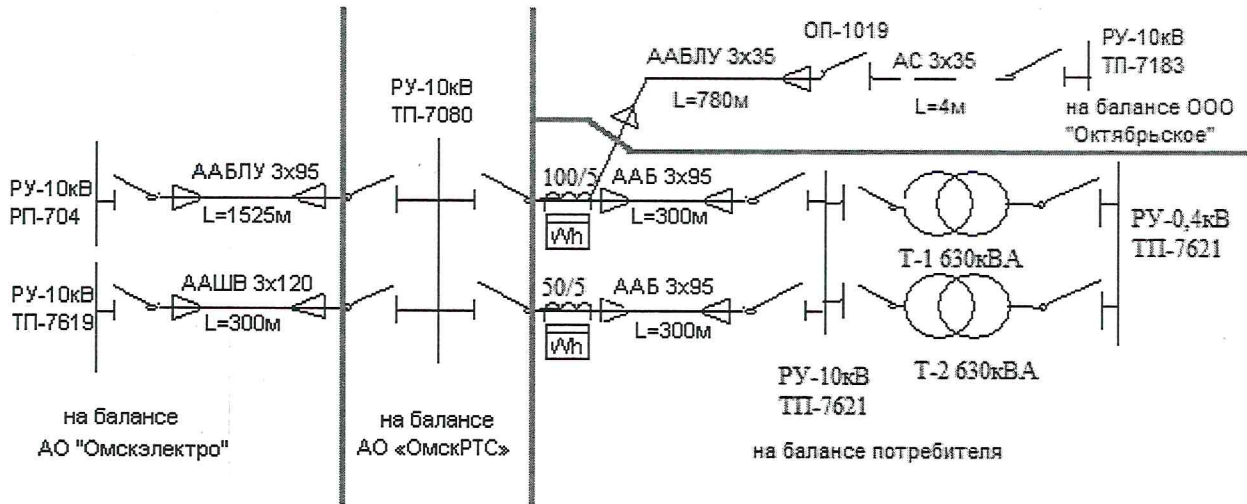 ОП-1019
ААБЛУ 3х35
АС 3х35
РУ-10кВ
ТП-7183
L=780м
L=4м
на балансе ООО
"Октябрьское"
РУ-10кВ
ТП-7080
РУ-10кВ
РП-704
ААБЛУ 3х95
L=1525м
100/5
Wh
ААБ 3х95
L=300м
Т-1 630кВА
РУ-0,4кВ
ТП-7621
РУ-10кВ
ТП-7619
ААШВ 3х120
L=300м
50/5
Wh
ААБ 3х95
L=300м
Т-2 630кВА
РУ-10кВ
ТП-7621
на балансе
АО "Омскэлектро"
на балансе
АО «ОмскРТС»
на балансе потребителя